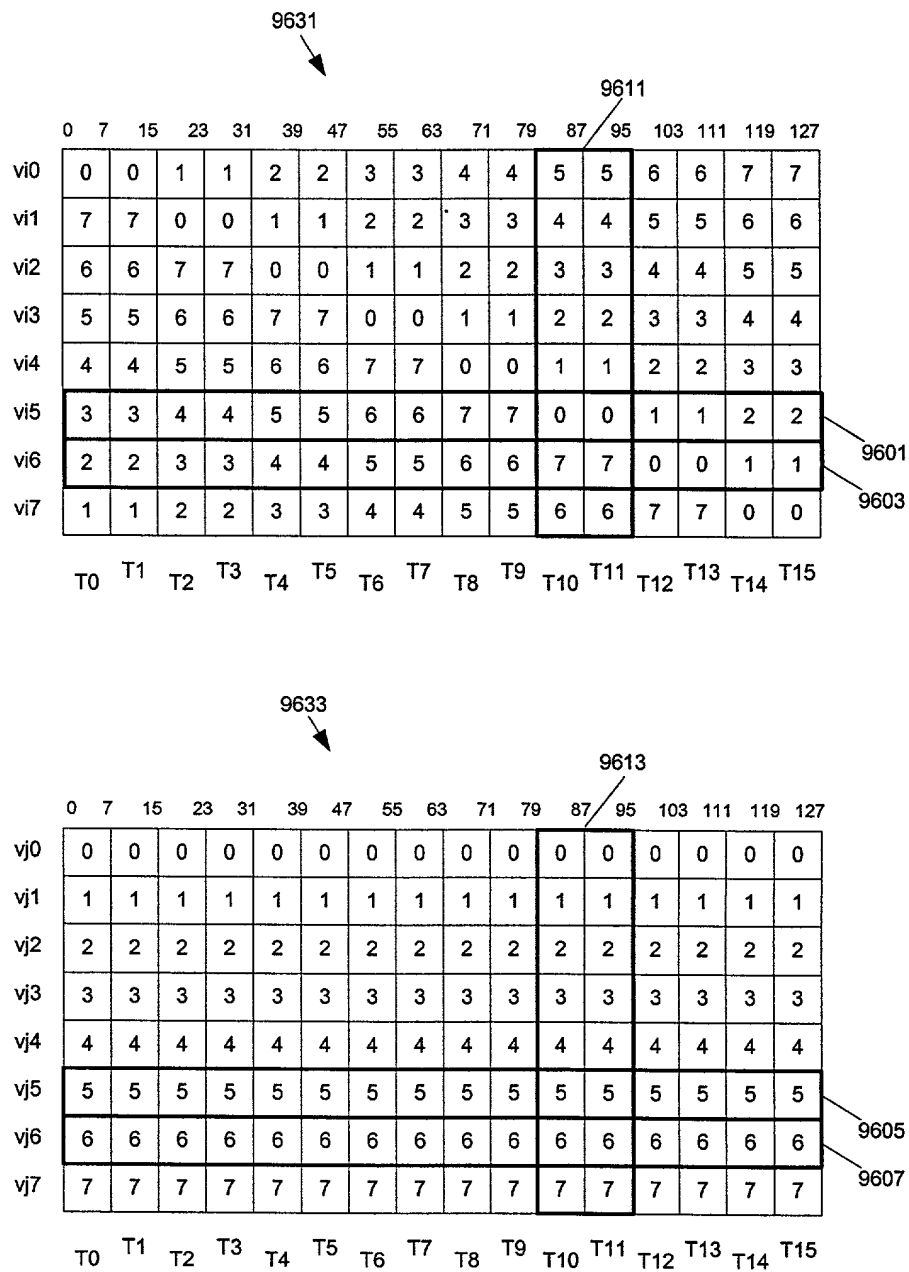 9631
9611
0 7 15 23 31 39 47 55 63 71 79 87 95 103 111 119 127
vi0 0 0 1 1 2 2 3 3 4 4 5 5 6 6 7 7
vi1 7 7 0 0 1 1 2 2 3 3 4 4 5 5 6 6
vi2 6 6 7 7 0 0 1 1 2 2 3 3 4 4 5 5
vi3 5 5 6 6 7 7 0 0 1 1 2 2 3 3 4 4
vi4 4 4 5 5 6 6 7 7 0 0 1 1 2 2 3 3
vi5 3 3 4 4 5 5 6 6 7 7 0 0 1 1 2 2
9601
vi6 2 2 3 3 4 4 5 5 6 6 7 7 0 0 1 1
9603
vi7 1 1 2 2 3 3 4 4 5 5 6 6 7 7 0 0
T0 T1 T2 T3 T4 T5 T6 T7 T8 T9 T10 T11 T12 T13 T14 T15
9633
9613
0 7 15 23 31 39 47 55 63 71 79 87 95 103 111 119 127
vj0 0 0 0 0 0 0 0 0 0 0 0 0 0 0 0 0
vj1 1 1 1 1 1 1 1 1 1 1 1 1 1 1 1 1
vj2 2 2 2 2 2 2 2 2 2 2 2 2 2 2 2 2
vj3 3 3 3 3 3 3 3 3 3 3 3 3 3 3 3 3
vj4 4 4 4 4 4 4 4 4 4 4 4 4 4 4 4 4
vj5 5 5 5 5 5 5 5 5 5 5 5 5 5 5 5 5
9605
vj6 6 6 6 6 6 6 6 6 6 6 6 6 6 6 6 6
9607
vj7 7 7 7 7 7 7 7 7 7 7 7 7 7 7 7 7
T0 T1 T2 T3 T4 T5 T6 T7 T8 T9 T10 T11 T12 T13 T14 T15